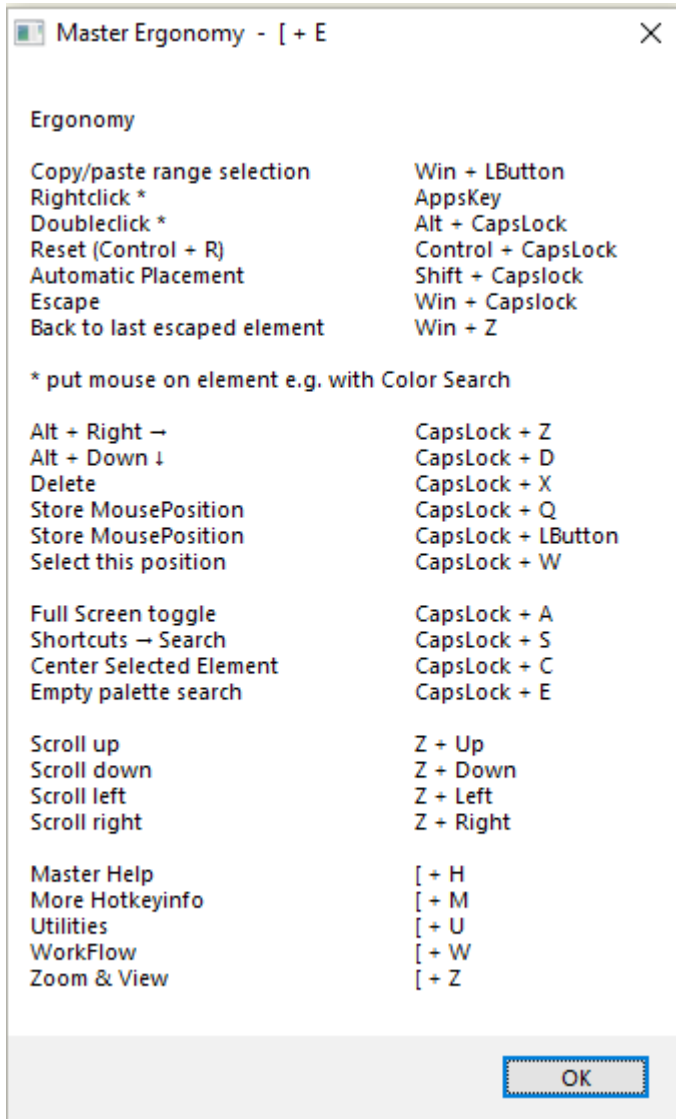 Master Ergonomy - [ + E
Ergonomy
Copy/paste range selection Win + LButton
Rightclick * AppsKey
Doubleclick * Alt + CapsLock
Reset (Control + R) Control + CapsLock
Automatic Placement Shift + Capslock
Escape Win + Capslock
Back to last escaped element Win + Z
* put mouse on element e.g. with Color Search
Alt + Right → CapsLock + Z
Alt + Down ↓ CapsLock + D
Delete CapsLock + X
Store MousePosition CapsLock + Q
Store MousePosition CapsLock + LButton
Select this position CapsLock + W
Full Screen toggle CapsLock + A
Shortcuts → Search CapsLock + S
Center Selected Element CapsLock + C
Empty palette search CapsLock + E
Scroll up Z + Up
Scroll down Z + Down
Scroll left Z + Left
Scroll right Z + Right
Master Help [ + H
More Hotkeyinfo [ + M
Utilities [ + U
WorkFlow [ + W
Zoom & View [ + Z
OK